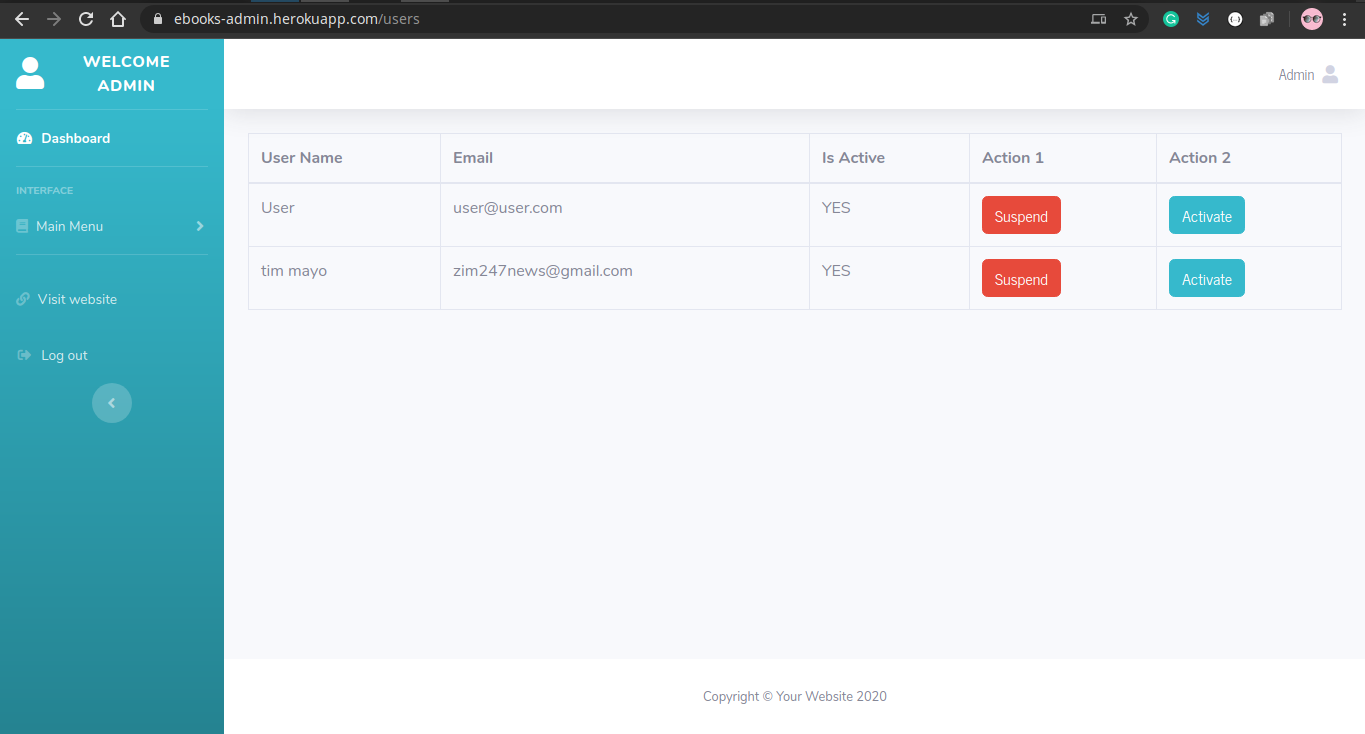 ebooks-admin.herokuapp.com/users
WELCOME
ADMIN
Admin
Dashboard
INTERFACE
Main Menu
Visit website
Log out
User Name Email Is Active Action 1 Action 2
User user@user.com YES Suspend Activate
tim mayo zim247news@gmail.com YES Suspend Activate
Copyright © Your Website 2020